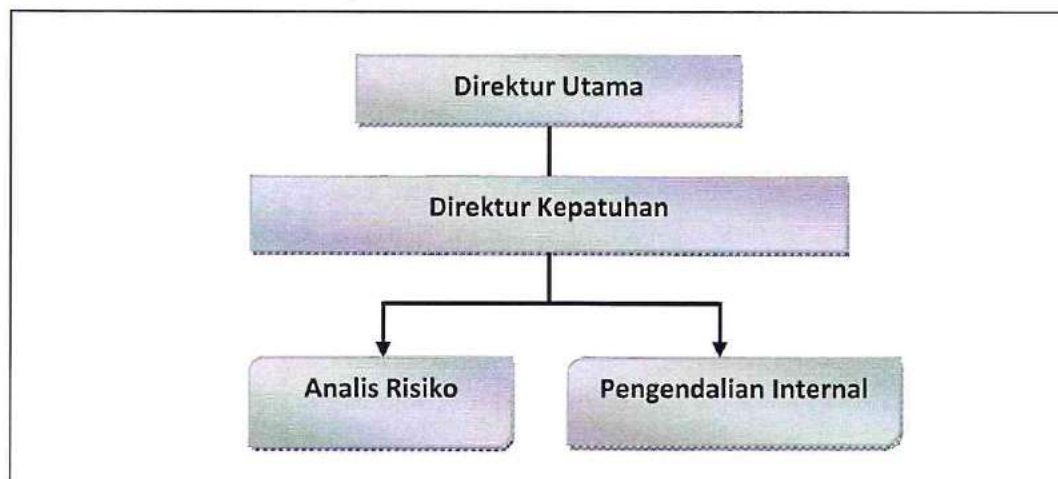 Direktur Utama
Direktur Kepatuhan
Analis Risiko
Pengendalian Internal